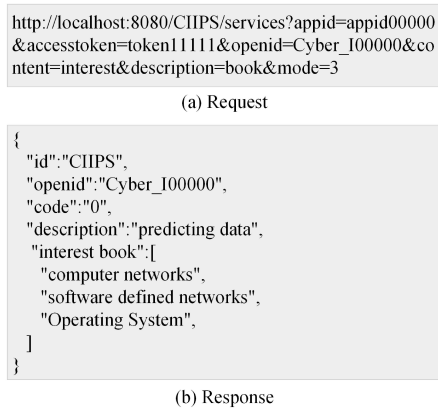 http://localhost:8080/CIIPS/services?appid=appid00000
&accesstoken=token11111&openid=Cyber_I00000&co
ntent=interest&description=book&mode=3
(a) Request
{
"id":"CIIPS",
"openid":"Cyber_I00000",
"code":"0",
"description":"predicting data",
"interest book":[
"computer networks",
"software defined networks",
"Operating System",
]
}
(b) Response